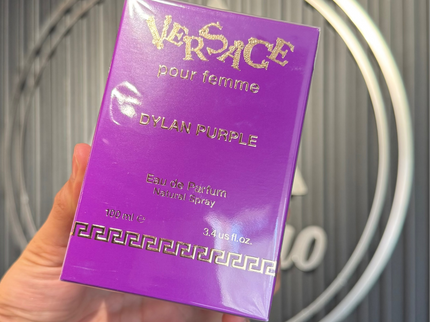 VERSACE
pour femme
DYLAN PURPLE
Eau de Parfum
Natural Spray
100 ml ℮ 3.4 us fl.oz.